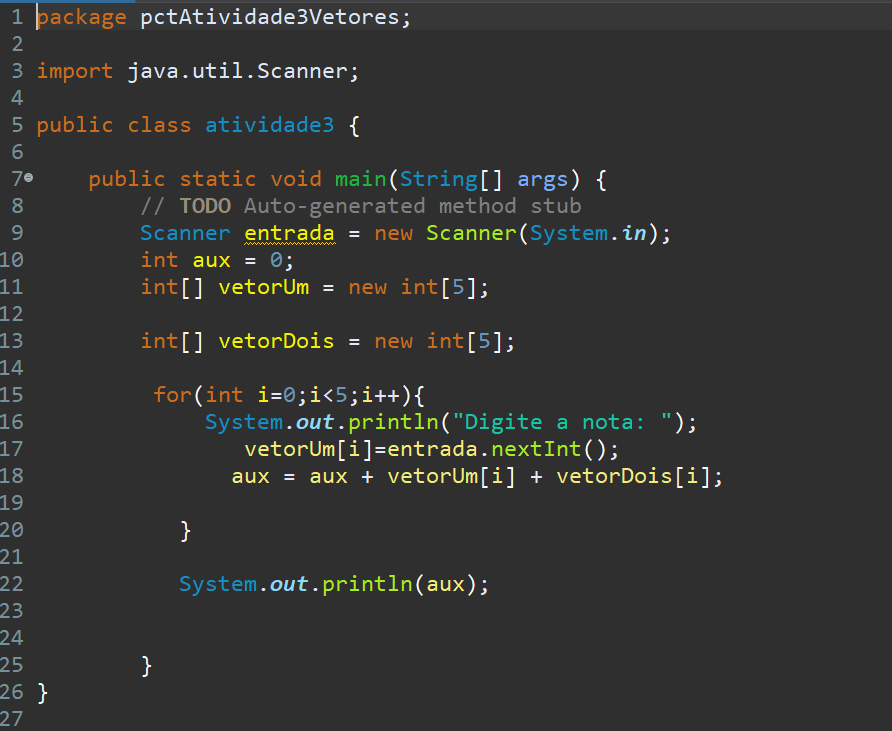 1 package pctAtividade3Vetores;
2
3 import java.util.Scanner;
4
5 public class atividade3 {
6
7     public static void main(String[] args) {
8         // TODO Auto-generated method stub
9         Scanner entrada = new Scanner(System.in);
10         int aux = 0;
11         int[] vetorUm = new int[5];
12
13         int[] vetorDois = new int[5];
14
15          for(int i=0;i<5;i++){
16              System.out.println("Digite a nota: ");
17                 vetorUm[i]=entrada.nextInt();
18                aux = aux + vetorUm[i] + vetorDois[i];
19
20            }
21
22            System.out.println(aux);
23
24
25         }
26 }
27